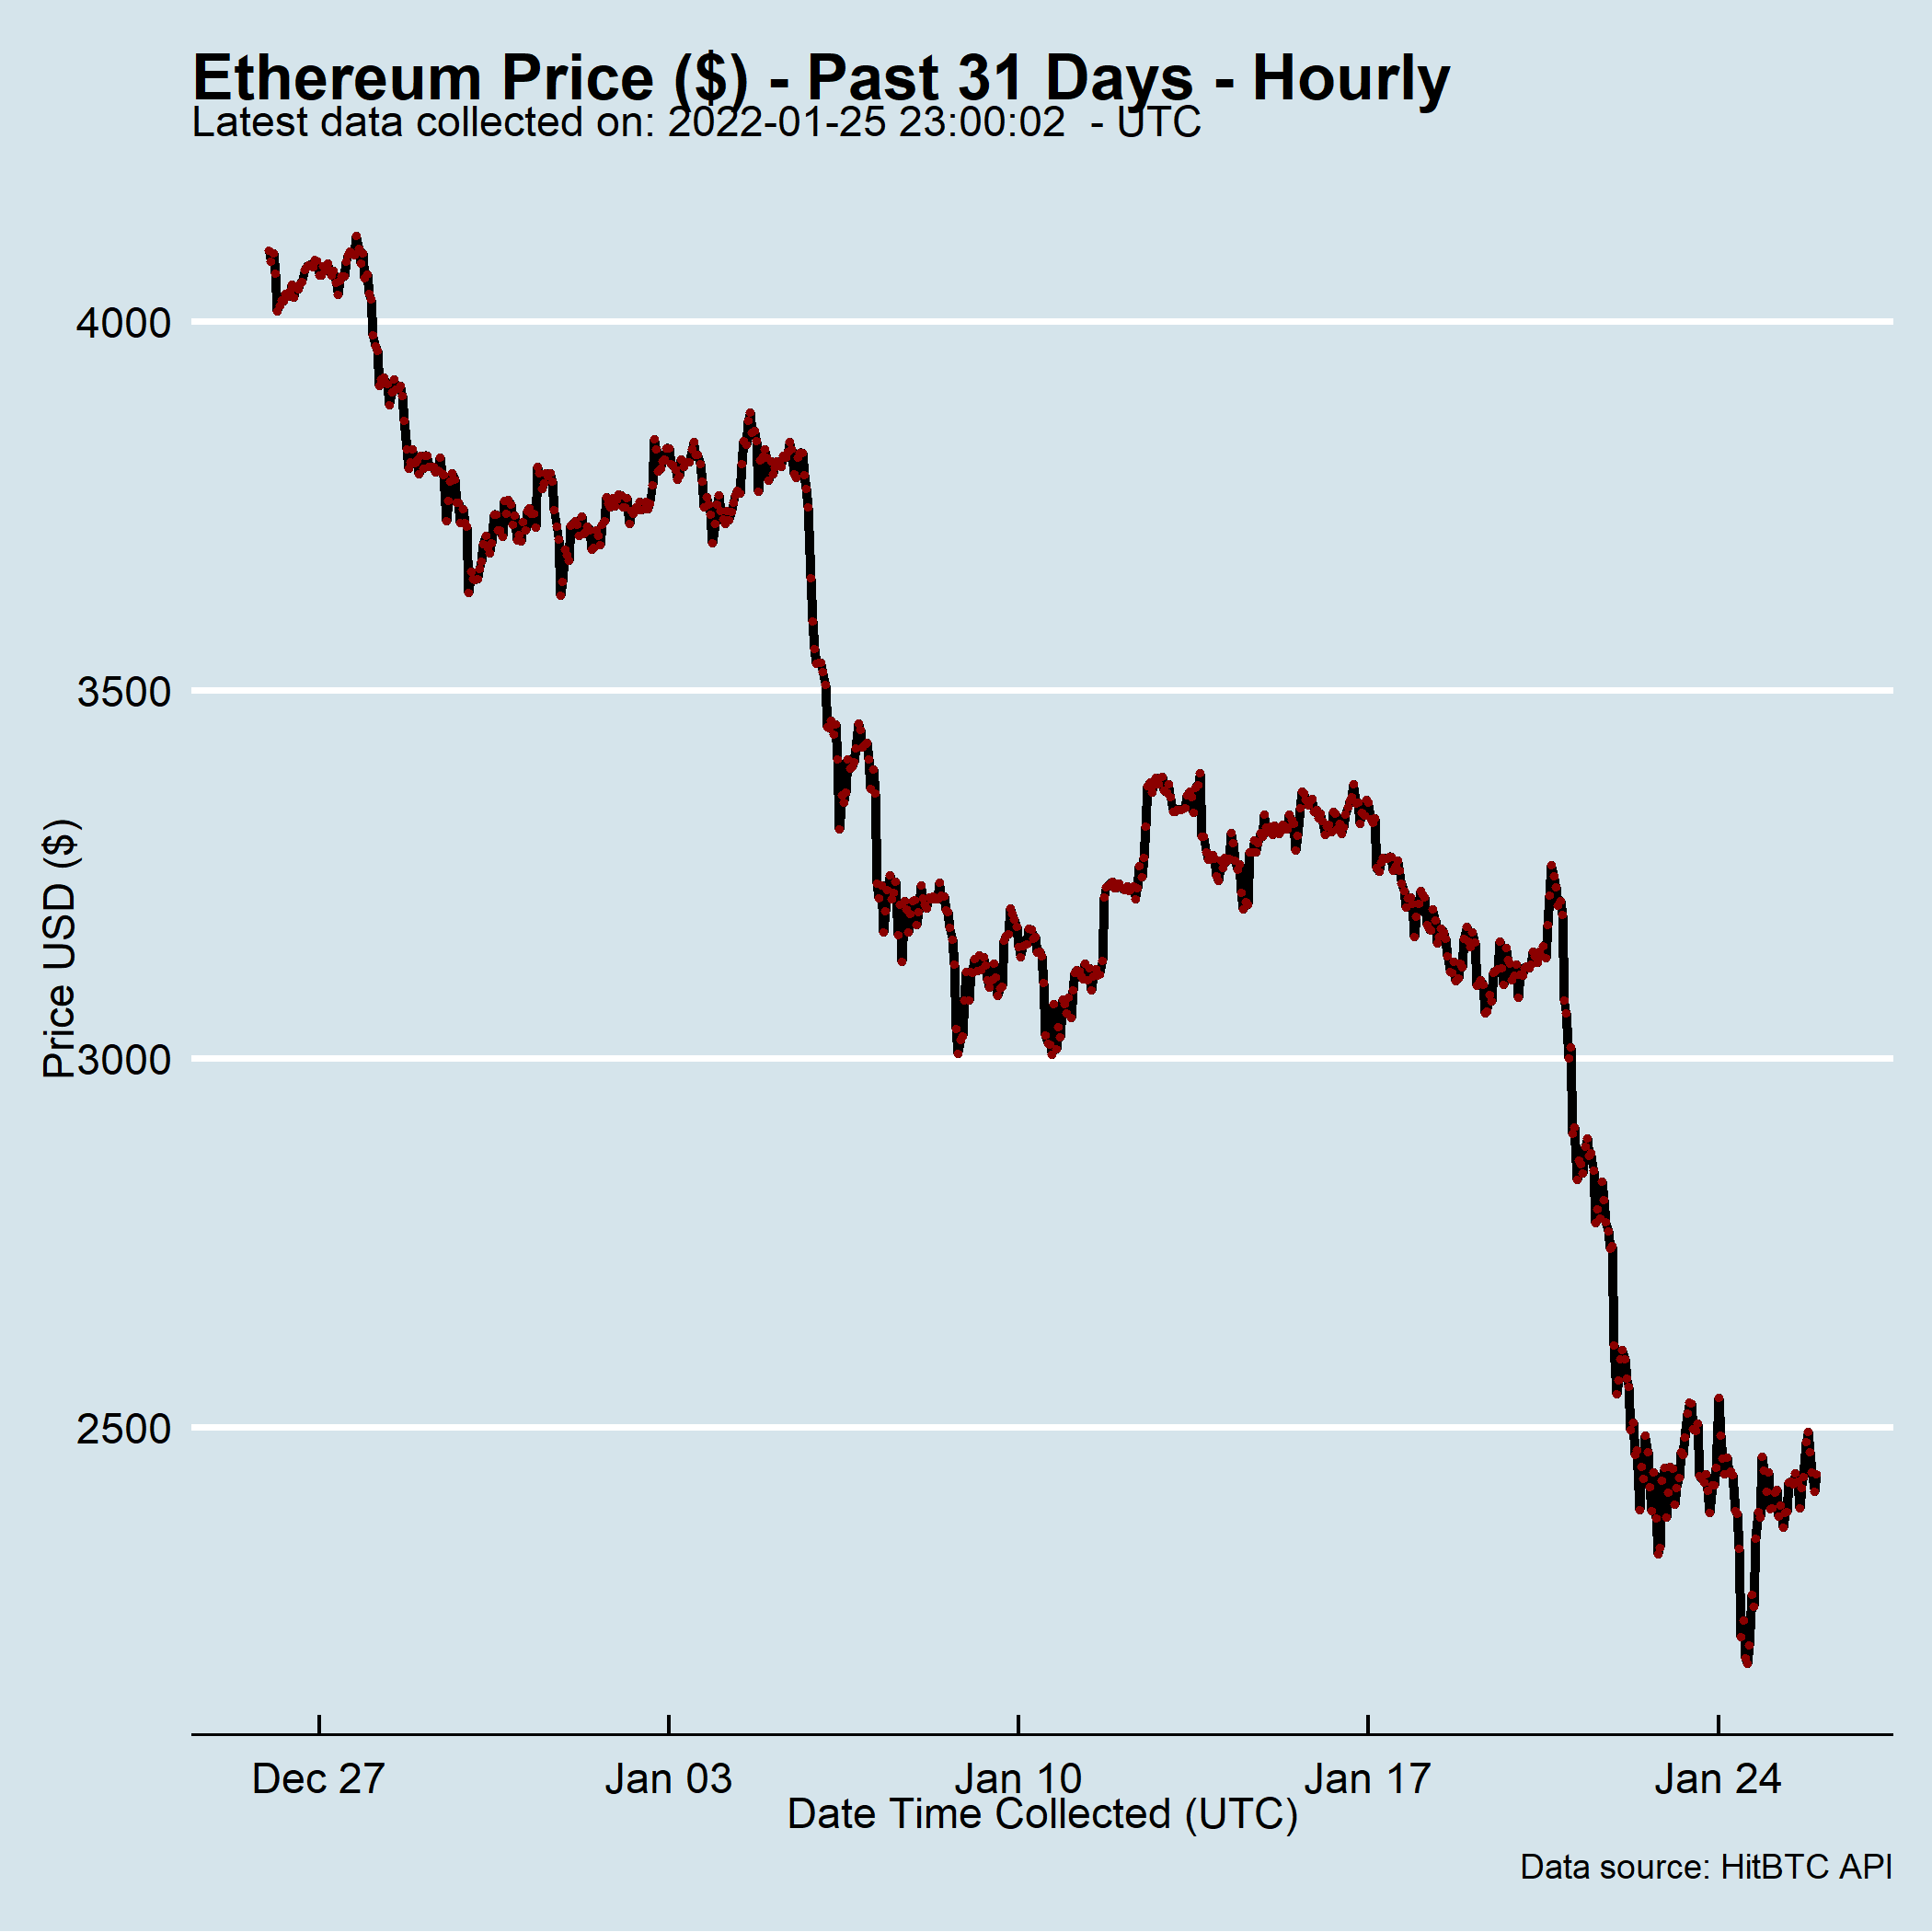 Ethereum Price ($) - Past 31 Days - Hourly
Latest data collected on: 2022-01-25 23:00:02  - UTC
4000
3500
3000
2500
Price USD ($)
Dec 27
Jan 03
Jan 10
Jan 17
Jan 24
Date Time Collected (UTC)
Data source: HitBTC API